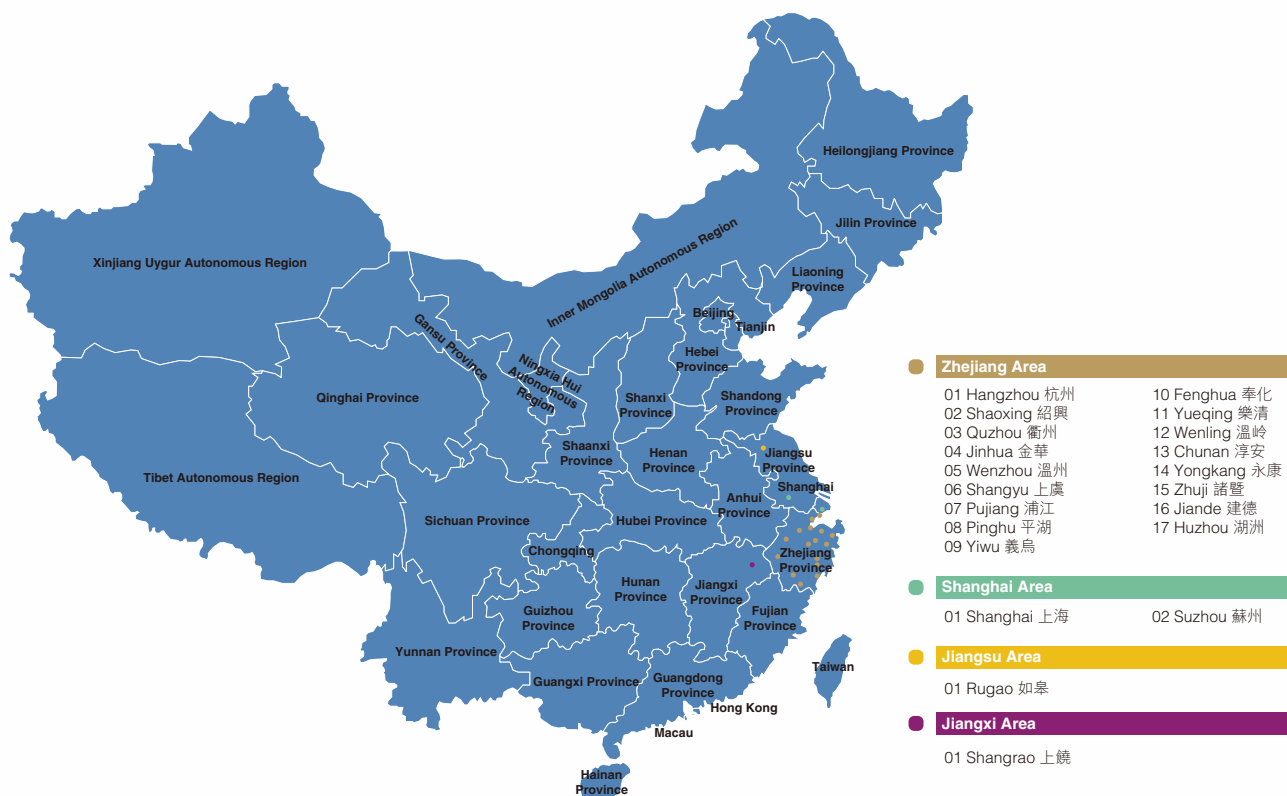 Heilongjiang Province
Jilin Province
Liaoning
Province
Inner Mongolia Autonomous Region
Xinjiang Uygur Autonomous Region
Gansu Province
Ningxia Hui
Autonomous
Region
Beijing
Tianjin
Hebei
Province
Shanxi
Province
Shandong
Province
Qinghai Province
Shaanxi
Province
Henan
Province
Jiangsu
Province
Tibet Autonomous Region
Shanghai
Anhui
Province
Sichuan Province
Hubei Province
Chongqing
Zhejiang
Province
Hunan
Province
Jiangxi
Province
Guizhou
Province
Fujian
Province
Yunnan Province
Guangxi Province
Guangdong
Province
Taiwan
Hong Kong
Macau
Hainan
Province
Zhejiang Area
01 Hangzhou 杭州
02 Shaoxing 紹興
03 Quzhou 衢州
04 Jinhua 金華
05 Wenzhou 溫州
06 Shangyu 上虞
07 Pujiang 浦江
08 Pinghu 平湖
09 Yiwu 義烏
10 Fenghua 奉化
11 Yueqing 樂清
12 Wenling 溫岭
13 Chunan 淳安
14 Yongkang 永康
15 Zhuji 諸暨
16 Jiande 建德
17 Huzhou 湖洲
Shanghai Area
01 Shanghai 上海
02 Suzhou 蘇州
Jiangsu Area
01 Rugao 如皋
Jiangxi Area
01 Shangrao 上饒